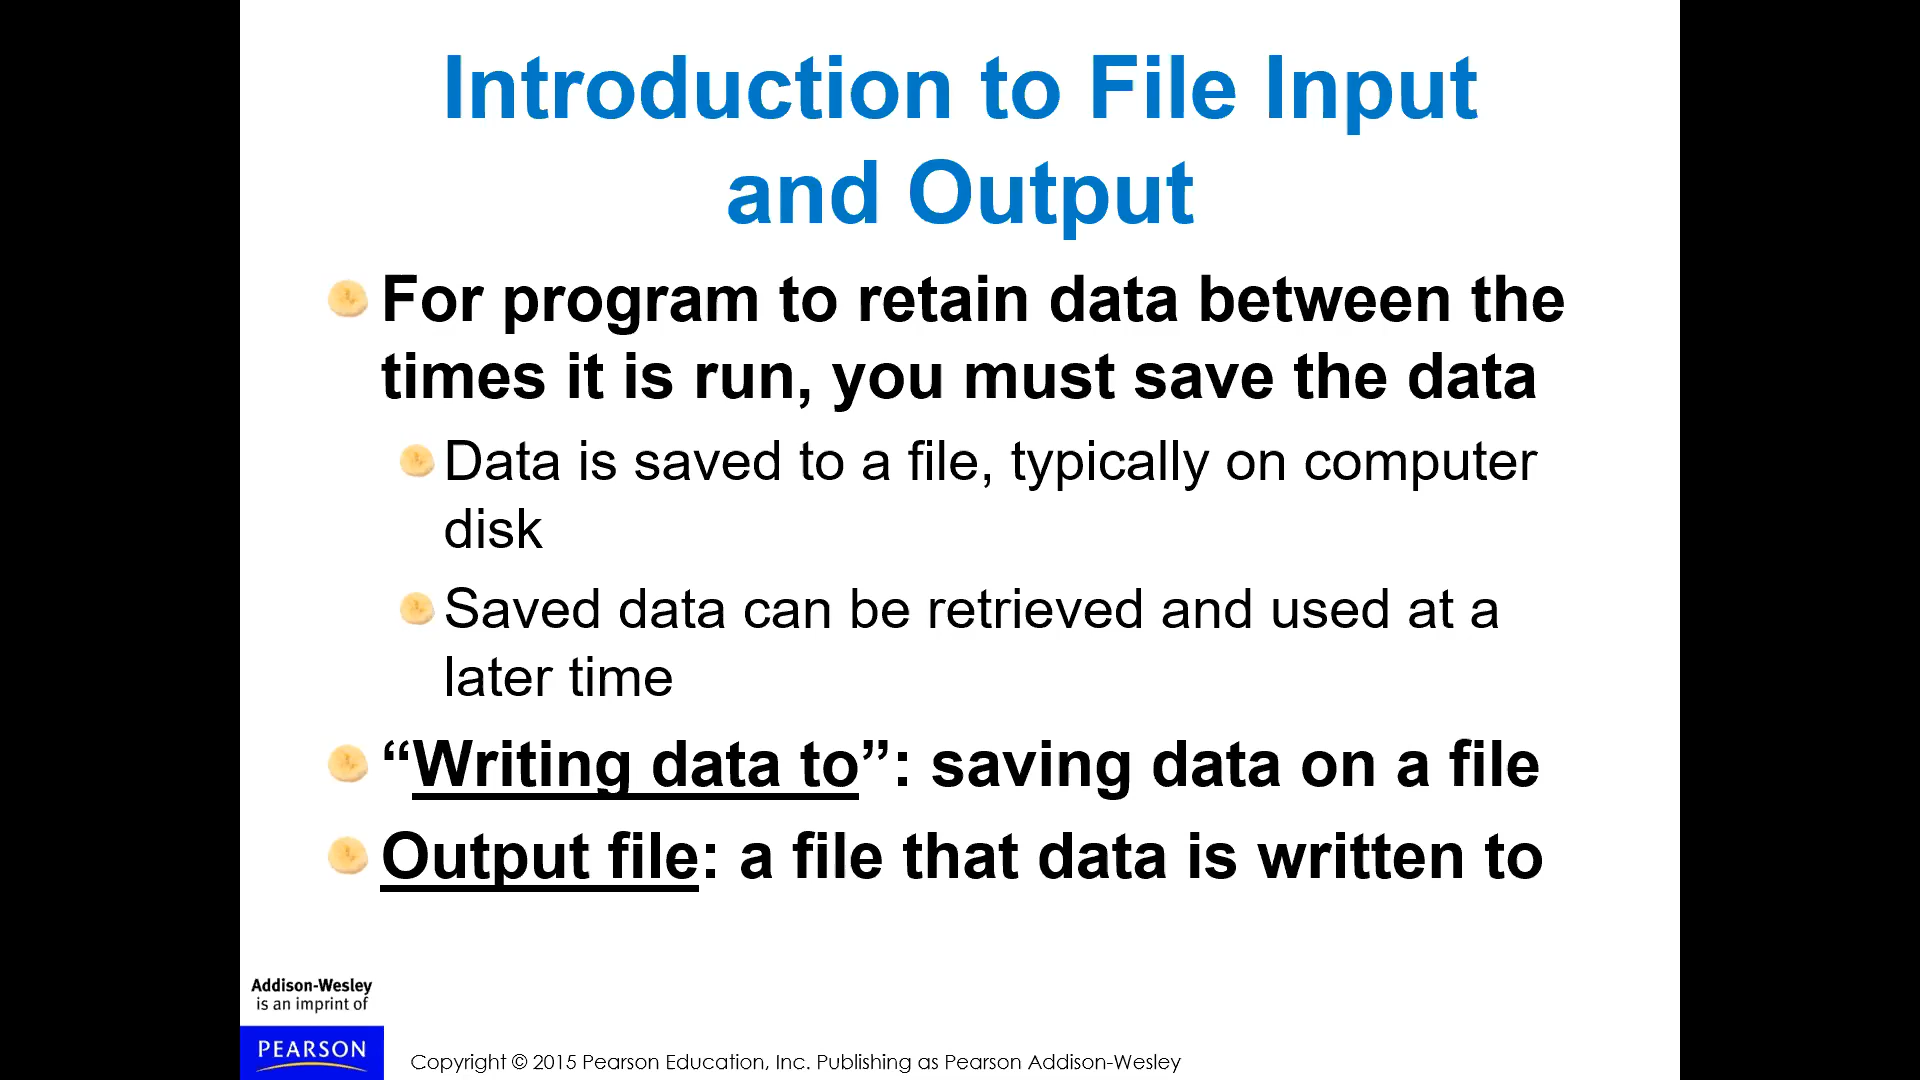 Introduction to File Input
and Output
For program to retain data between the
times it is run, you must save the data
Data is saved to a file, typically on computer
disk
Saved data can be retrieved and used at a
later time
“Writing data to”: saving data on a file
Output file: a file that data is written to
Addison-Wesley
is an imprint of
PEARSON
Copyright © 2015 Pearson Education, Inc. Publishing as Pearson Addison-Wesley